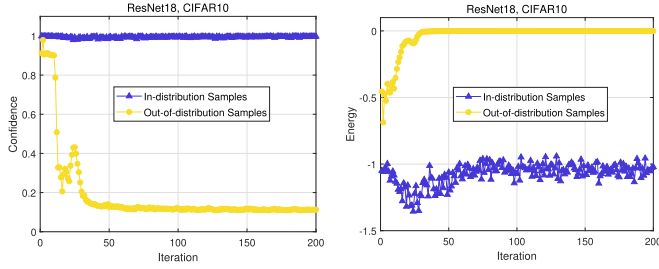 ResNet18, CIFAR10
1
0.8
0.6
0.4
0.2
0
Confidence
In-distribution Samples
Out-of-distribution Samples
0 50 100 150 200
Iteration
ResNet18, CIFAR10
0
-0.5
-1
-1.5
Energy
In-distribution Samples
Out-of-distribution Samples
0 50 100 150 200
Iteration